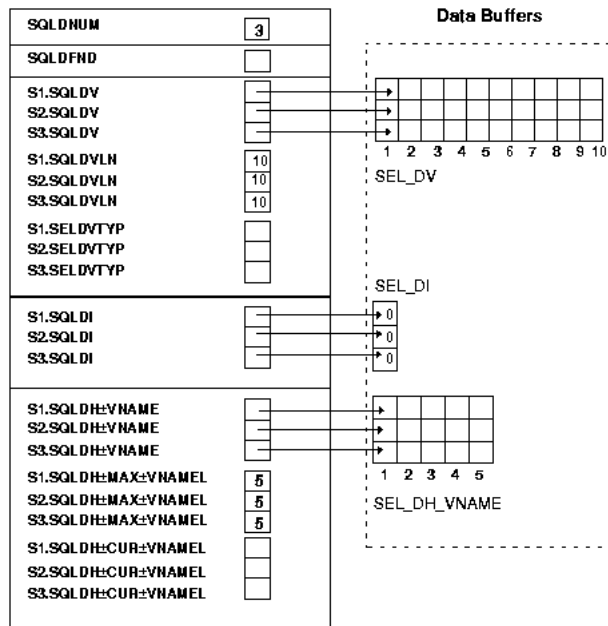 Data Buffers
SQLDNUM 3
SQLDFND
S1.SQLDV
S2.SQLDV
S3.SQLDV
1 2 3 4 5 6 7 8 9 10
S1.SQLDVLN 10
S2.SQLDVLN 10
S3.SQLDVLN 10
SEL_DV
S1.SELDVTYP
S2.SELDVTYP
S3.SELDVTYP
SEL_DI
S1.SQLDI 0
S2.SQLDI 0
S3.SQLDI 0
S1.SQLDH±VNAME
S2.SQLDH±VNAME
S3.SQLDH±VNAME
1 2 3 4 5
S1.SQLDH±MAX±VNAMEL 5
S2.SQLDH±MAX±VNAMEL 5
S3.SQLDH±MAX±VNAMEL 5
SEL_DH_VNAME
S1.SQLDH±CUR±VNAMEL
S2.SQLDH±CUR±VNAMEL
S3.SQLDH±CUR±VNAMEL